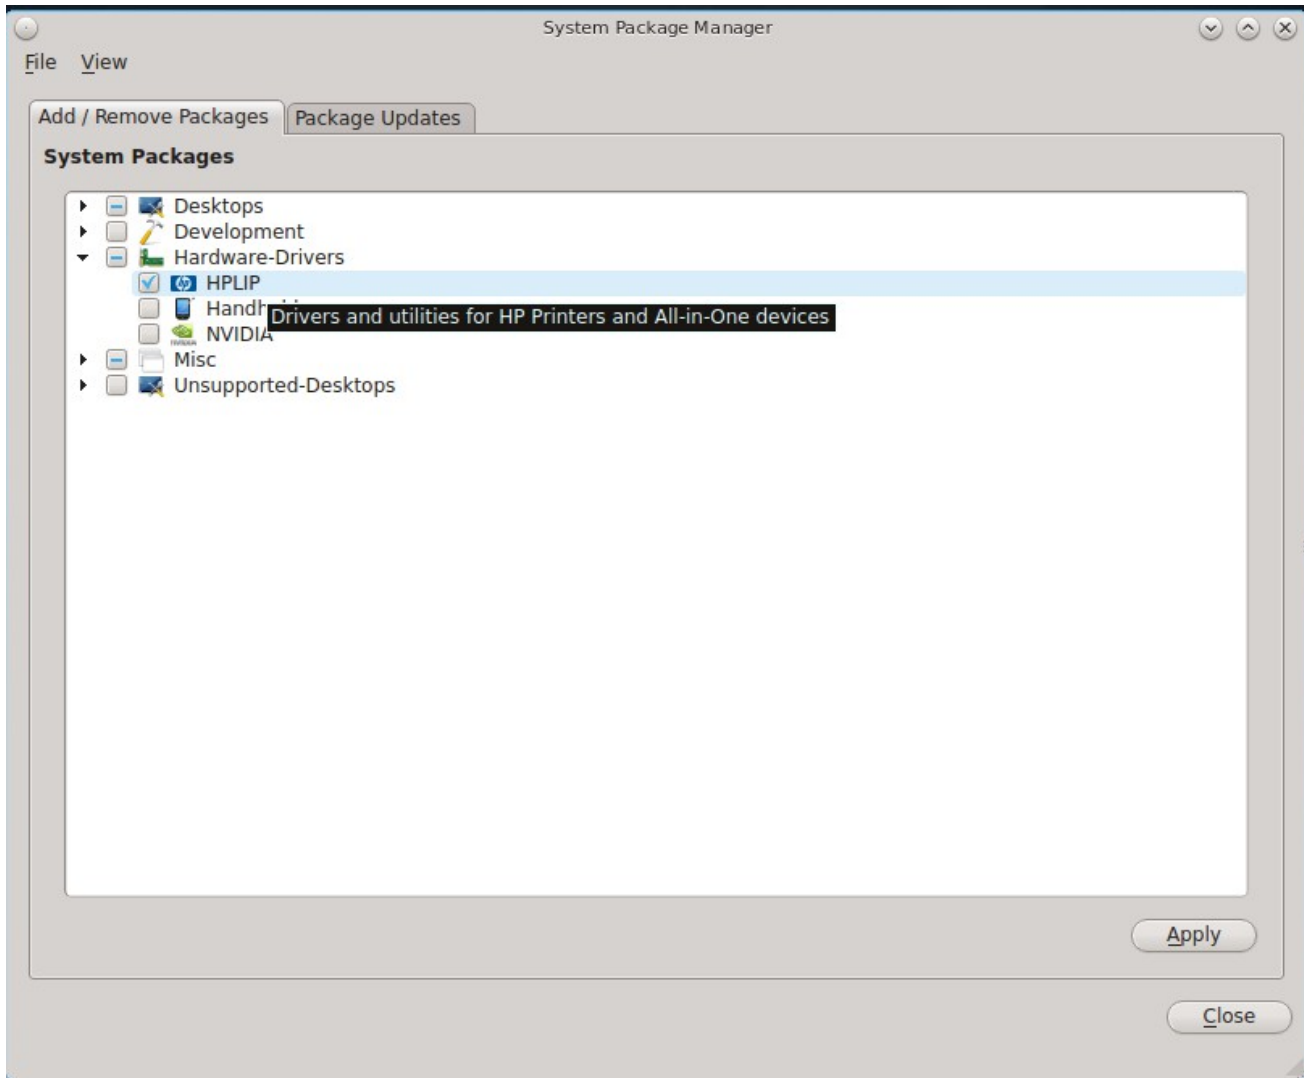 System Package Manager
File View
Add / Remove Packages Package Updates
System Packages
Desktops
Development
Hardware-Drivers
HPLIP
Drivers and utilities for HP Printers and All-in-One devices
NVIDIA
Misc
Unsupported-Desktops
Apply
Close